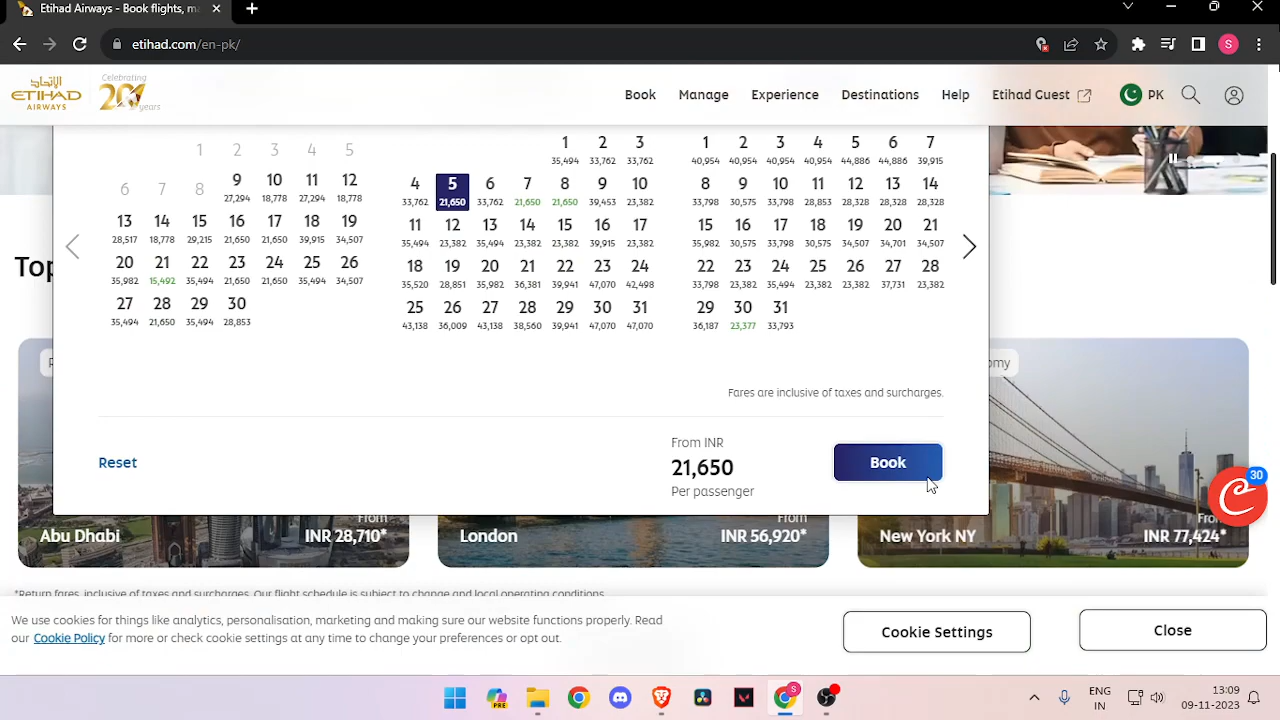 Etihad Airways - Book flights, m
etihad.com/en-pk/
S
الإتحاد
ETIHAD
AIRWAYS
Celebrating
20 years
Book Manage Experience Destinations Help Etihad Guest PK
1 2 3 4 5
6 7 8 9 10 11 12
27,294 18,778 27,294 18,778
13 14 15 16 17 18 19
28,517 18,778 29,215 21,650 21,650 39,915 34,507
20 21 22 23 24 25 26
35,982 15,492 35,494 21,650 21,650 35,494 34,507
27 28 29 30
35,494 21,650 35,494 28,853
1 2 3
35,494 33,762 33,762
4 5 6 7 8 9 10
33,762 21,650 33,762 21,650 21,650 39,453 23,382
11 12 13 14 15 16 17
35,494 23,382 35,494 23,382 23,382 39,915 23,382
18 19 20 21 22 23 24
35,520 28,851 35,982 36,381 39,941 47,070 42,498
25 26 27 28 29 30 31
43,138 36,009 43,138 38,560 39,941 47,070 47,070
1 2 3 4 5 6 7
40,954 40,954 40,954 40,954 44,886 44,886 39,915
8 9 10 11 12 13 14
33,798 30,575 33,798 28,853 28,328 28,328 28,328
15 16 17 18 19 20 21
35,982 30,575 33,798 30,575 34,507 34,701 34,507
22 23 24 25 26 27 28
33,798 23,382 35,494 23,382 23,382 37,731 23,382
29 30 31
36,187 23,377 33,793
Top
omy
Fares are inclusive of taxes and surcharges.
Reset
From INR
21,650
Per passenger
Book
30
From
Abu Dhabi INR 28,710*
London INR 56,920*
From
New York NY INR 77,424*
*Return fares, inclusive of taxes and surcharges. Our flight schedule is subject to change and local operating conditions.
We use cookies for things like analytics, personalisation, marketing and making sure our website functions properly. Read
our Cookie Policy for more or check cookie settings at any time to change your preferences or opt out.
Cookie Settings
Close
PRE
S
ENG
IN
13:09
09-11-2023